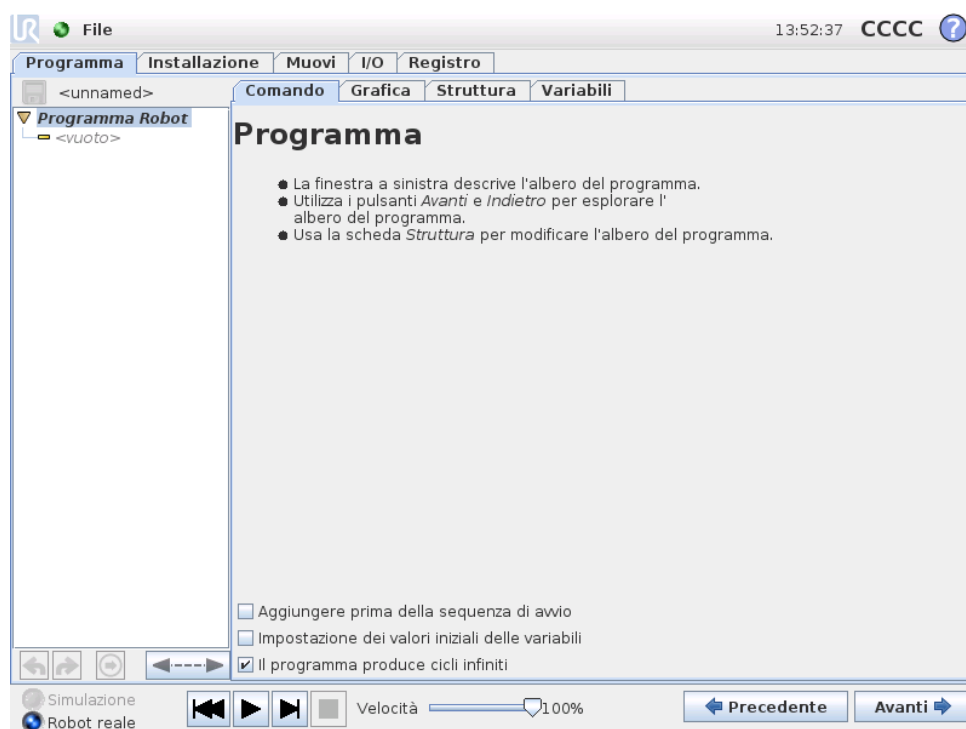 UR File 13:52:37 CCCC ?
Programma Installazione Muovi I/O Registro
<unnamed> Comando Grafica Struttura Variabili
Programma Robot
<vuoto>
Programma
La finestra a sinistra descrive l'albero del programma.
Utilizza i pulsanti Avanti e Indietro per esplorare l'
albero del programma.
Usa la scheda Struttura per modificare l'albero del programma.
Aggiungere prima della sequenza di avvio
Impostazione dei valori iniziali delle variabili
Il programma produce cicli infiniti
Simulazione
Robot reale
Velocità 100% Precedente Avanti